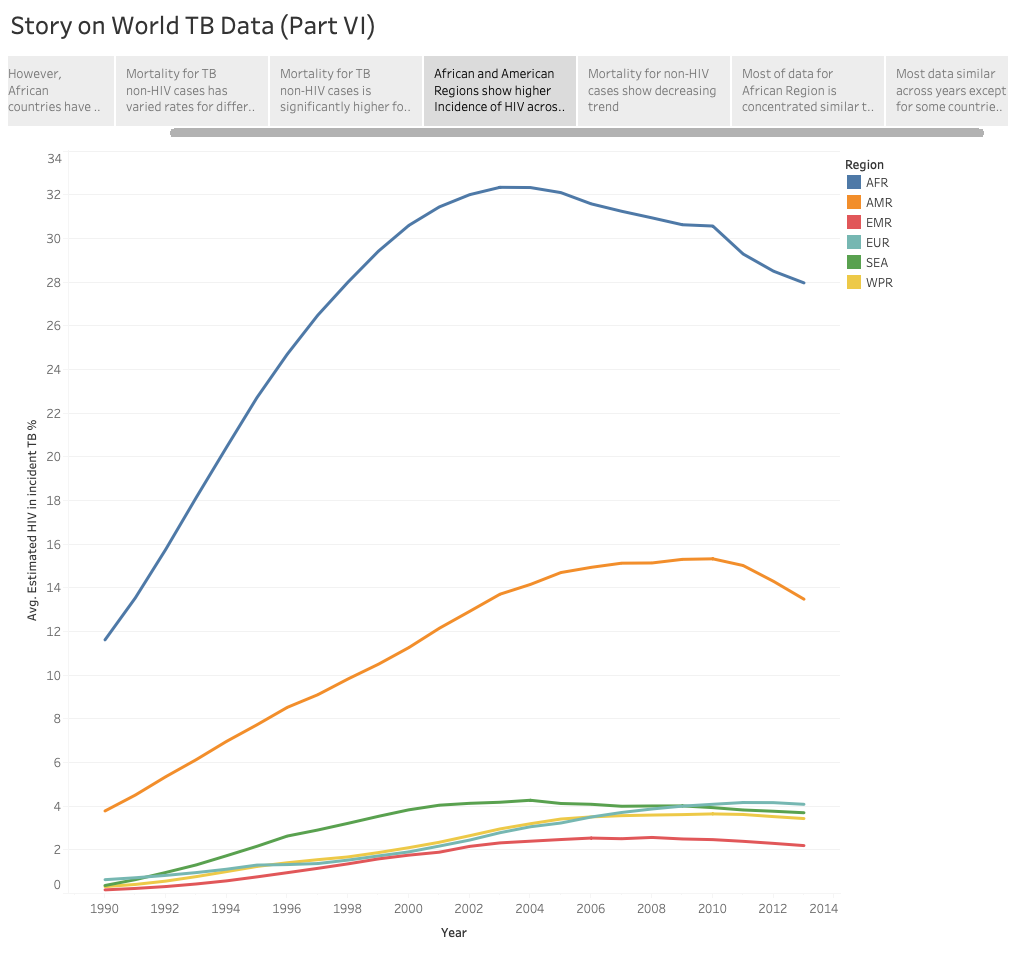 Story on World TB Data (Part VI)
However,
African
countries have ..
Mortality for TB
non-HIV cases has
varied rates for differ..
Mortality for TB
non-HIV cases is
significantly higher fo..
African and American
Regions show higher
Incidence of HIV acros..
Mortality for non-HIV
cases show decreasing
trend
Most of data for
African Region is
concentrated similar t..
Most data similar
across years except
for some countrie..
34
32
30
28
26
24
22
20
18
16
14
12
10
8
6
4
2
0
Avg. Estimated HIV in incident TB %
1990 1992 1994 1996 1998 2000 2002 2004 2006 2008 2010 2012 2014
Year
Region
AFR
AMR
EMR
EUR
SEA
WPR